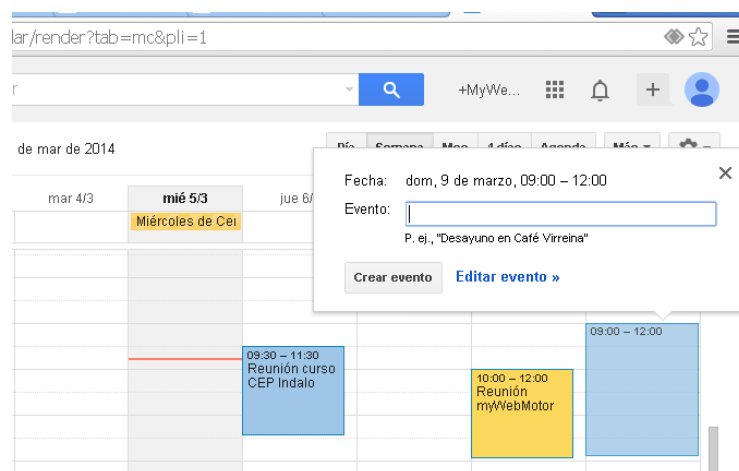 lar/render?tab=mc&pli=1
+MyWe...
de mar de 2014
mar 4/3
mié 5/3
jue 6/
Miércoles de Cei
Día Semana Mes 4 días Agenda Más
Fecha: dom, 9 de marzo, 09:00 – 12:00
Evento:
P. ej., "Desayuno en Café Virreina"
Crear evento Editar evento »
09:00 – 12:00
09:30 – 11:30
Reunión curso
CEP Indalo
10:00 – 12:00
Reunión
myWebMotor